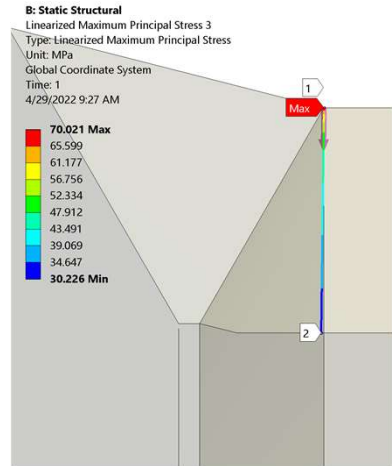 B: Static Structural
Linearized Maximum Principal Stress 3
Type: Linearized Maximum Principal Stress
Unit: MPa
Global Coordinate System
Time: 1
4/29/2022 9:27 AM
1
Max
70.021 Max
65.599
61.177
56.756
52.334
47.912
43.491
39.069
34.647
30.226 Min
2